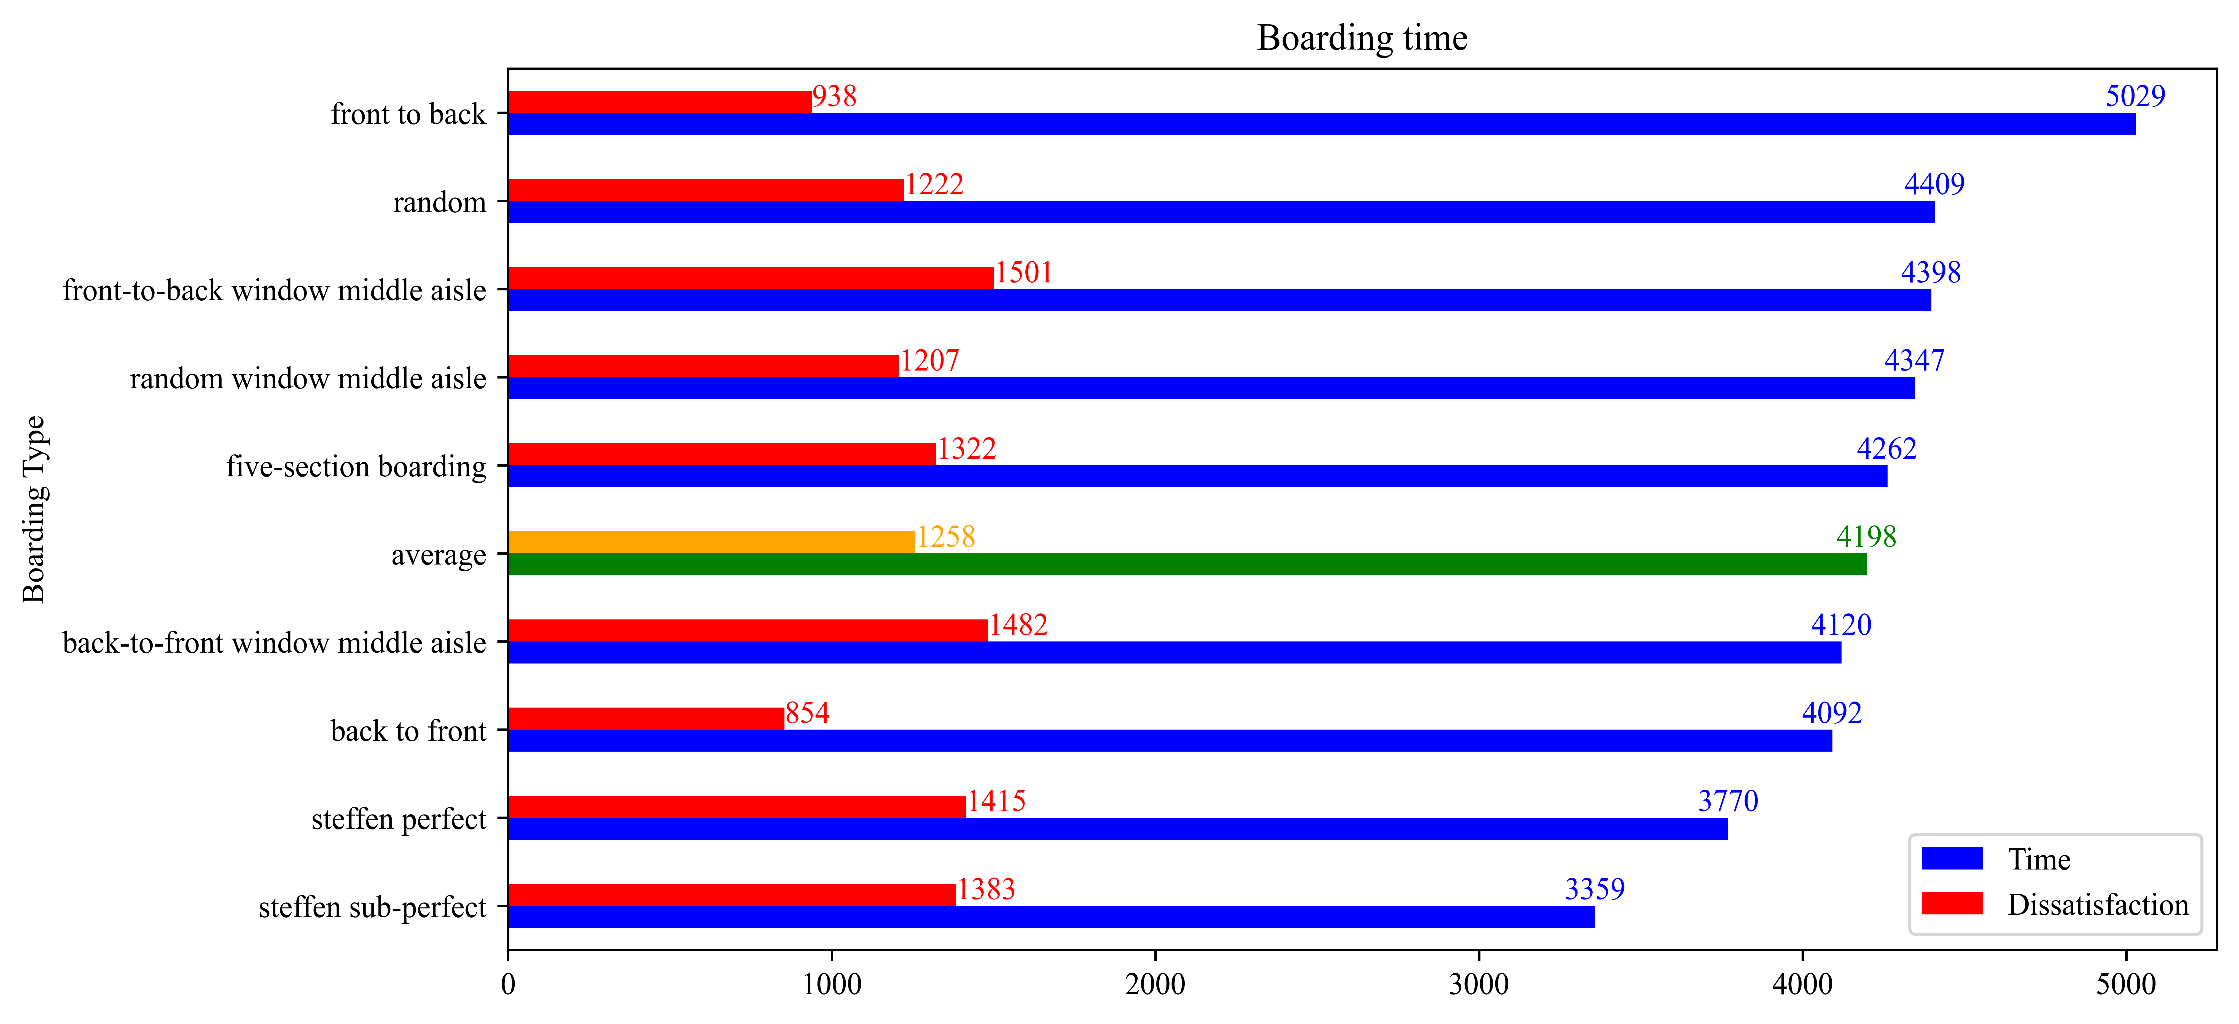 Boarding time
Boarding Type
front to back
938
5029
random
1222
4409
front-to-back window middle aisle
1501
4398
random window middle aisle
1207
4347
five-section boarding
1322
4262
average
1258
4198
back-to-front window middle aisle
1482
4120
back to front
854
4092
steffen perfect
1415
3770
steffen sub-perfect
1383
3359
Time
Dissatisfaction
0 1000 2000 3000 4000 5000